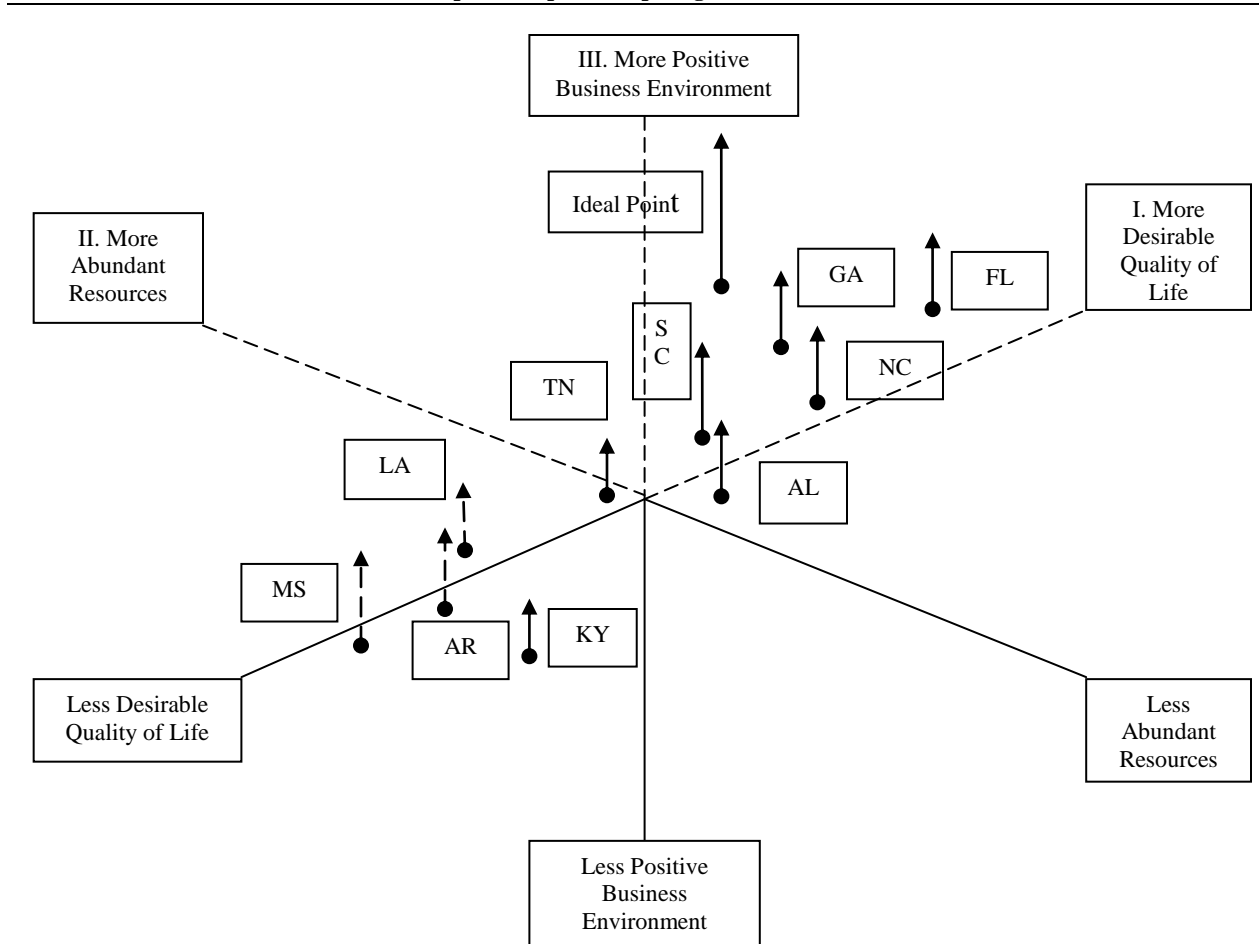 III. More Positive
Business Environment
Ideal Point
I. More
Desirable
Quality of
Life
II. More
Abundant
Resources
GA
FL
S
C
TN
NC
LA
AL
MS
AR
KY
Less Desirable
Quality of Life
Less
Abundant
Resources
Less Positive
Business
Environment